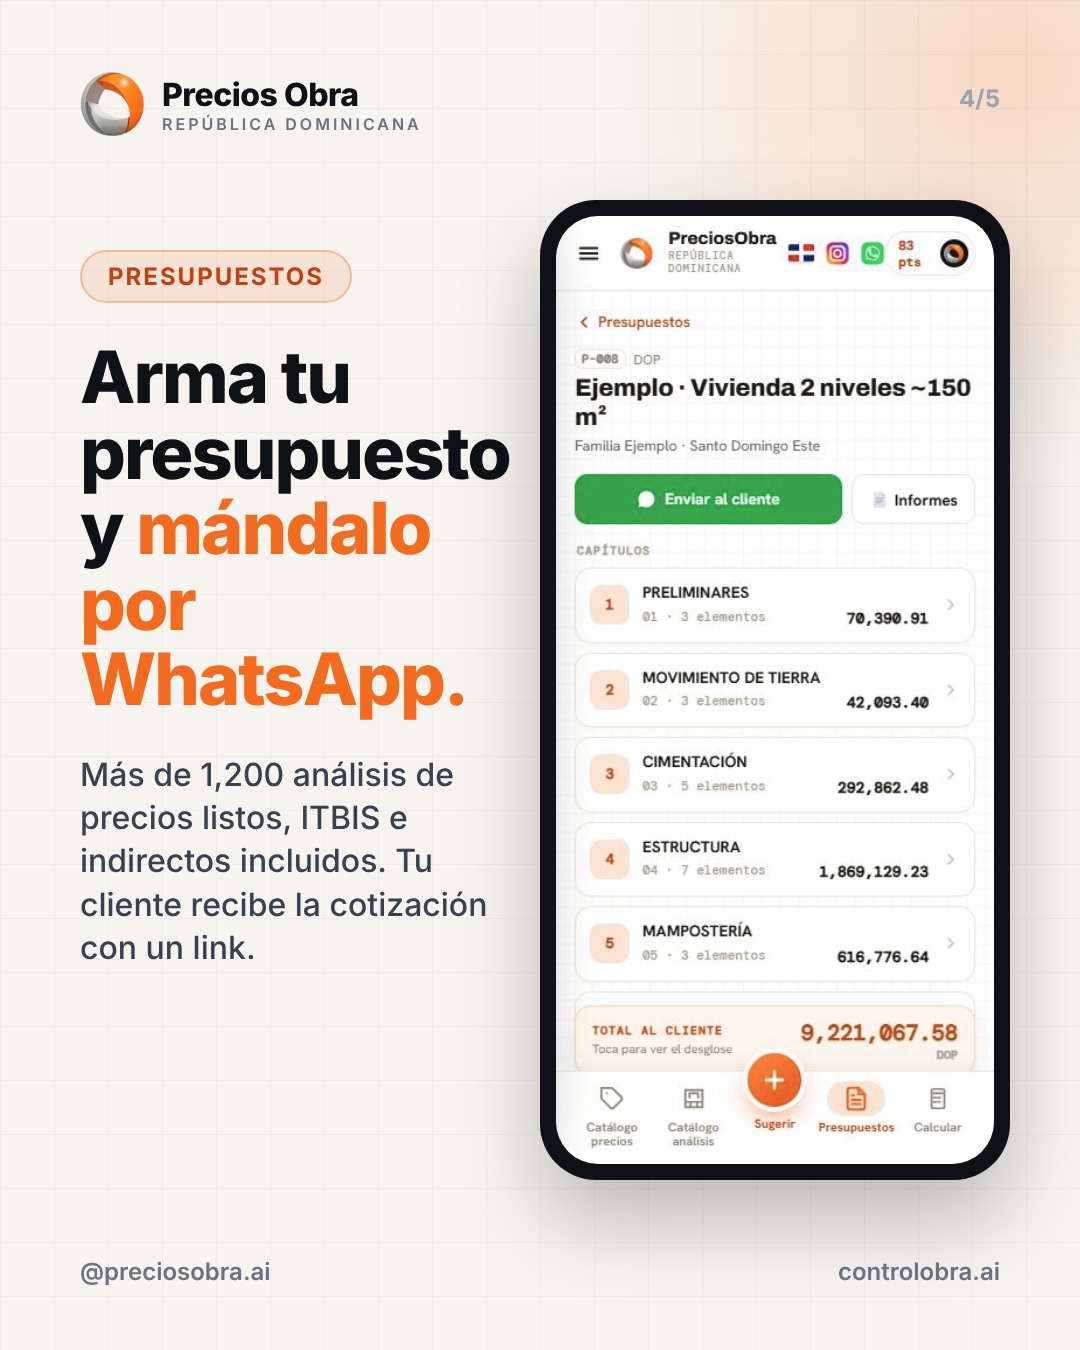 Precios Obra
REPÚBLICA DOMINICANA
4/5
PRESUPUESTOS
Arma tu
presupuesto
y mándalo
por
WhatsApp.
Más de 1,200 análisis de
precios listos, ITBIS e
indirectos incluidos. Tu
cliente recibe la cotización
con un link.
PreciosObra
REPÚBLICA
DOMINICANA
83
pts
Presupuestos
P-008 DOP
Ejemplo · Vivienda 2 niveles ~150
m²
Familia Ejemplo · Santo Domingo Este
Enviar al cliente
Informes
CAPÍTULOS
1 PRELIMINARES
01 · 3 elementos 70,390.91
2 MOVIMIENTO DE TIERRA
02 · 3 elementos 42,093.40
3 CIMENTACIÓN
03 · 5 elementos 292,862.48
4 ESTRUCTURA
04 · 7 elementos 1,869,129.23
5 MAMPOSTERÍA
05 · 3 elementos 616,776.64
TOTAL AL CLIENTE 9,221,067.58
Toca para ver el desglose DOP
Catálogo
precios
Catálogo
análisis
Sugerir
Presupuestos
Calcular
@preciosobra.ai
controlobra.ai